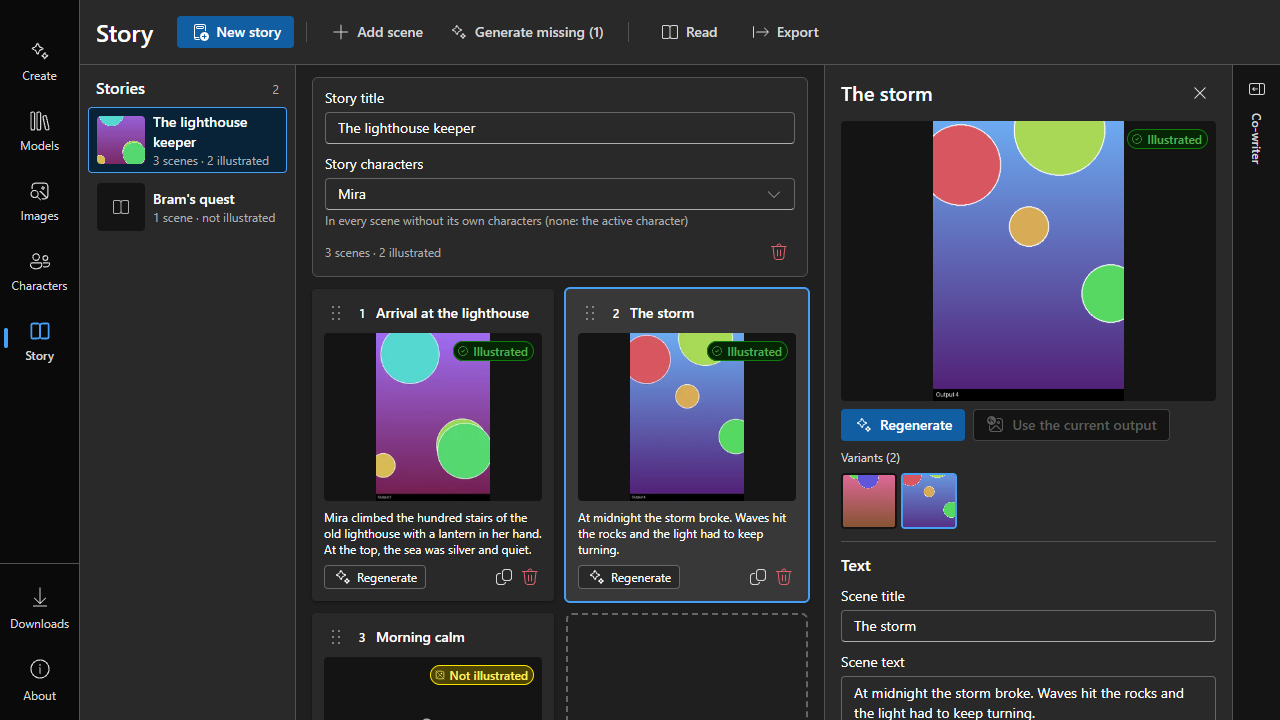 Create
Models
Images
Characters
Story
Downloads
About
Story
New story
Add scene
Generate missing (1)
Read
Export
Stories
2
The lighthouse
keeper
3 scenes · 2 illustrated
Bram's quest
1 scene · not illustrated
Story title
The lighthouse keeper
Story characters
Mira
In every scene without its own characters (none: the active character)
3 scenes · 2 illustrated
1 Arrival at the lighthouse
Illustrated
Mira climbed the hundred stairs of the
old lighthouse with a lantern in her hand.
At the top, the sea was silver and quiet.
Regenerate
2 The storm
Illustrated
At midnight the storm broke. Waves hit
the rocks and the light had to keep
turning.
Regenerate
3 Morning calm
Not illustrated
The storm
Illustrated
Output 4
Regenerate
Use the current output
Variants (2)
Text
Scene title
The storm
Scene text
At midnight the storm broke. Waves hit the rocks and
the light had to keep turning.
Co-writer